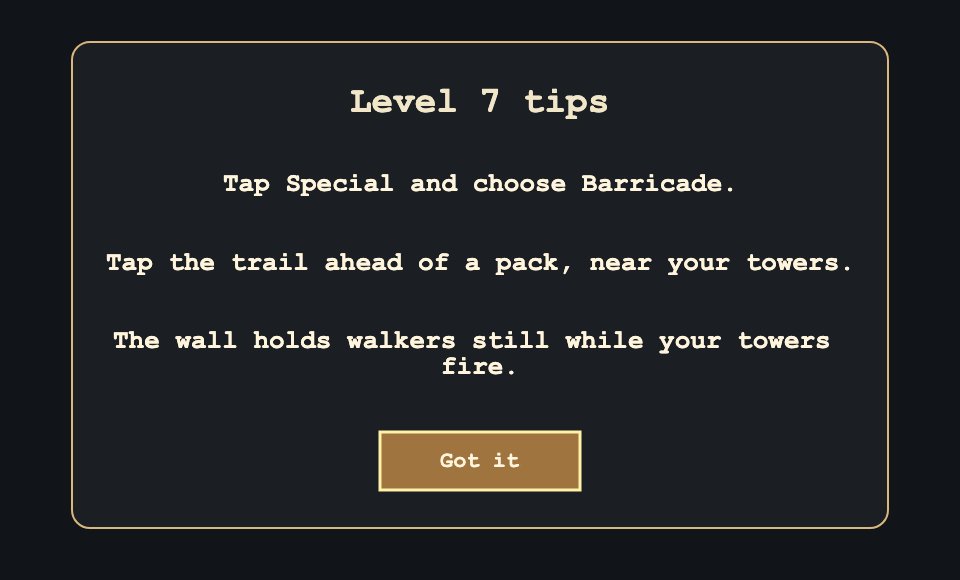 Level 7 tips
Tap Special and choose Barricade.
Tap the trail ahead of a pack, near your towers.
The wall holds walkers still while your towers
fire.
Got it